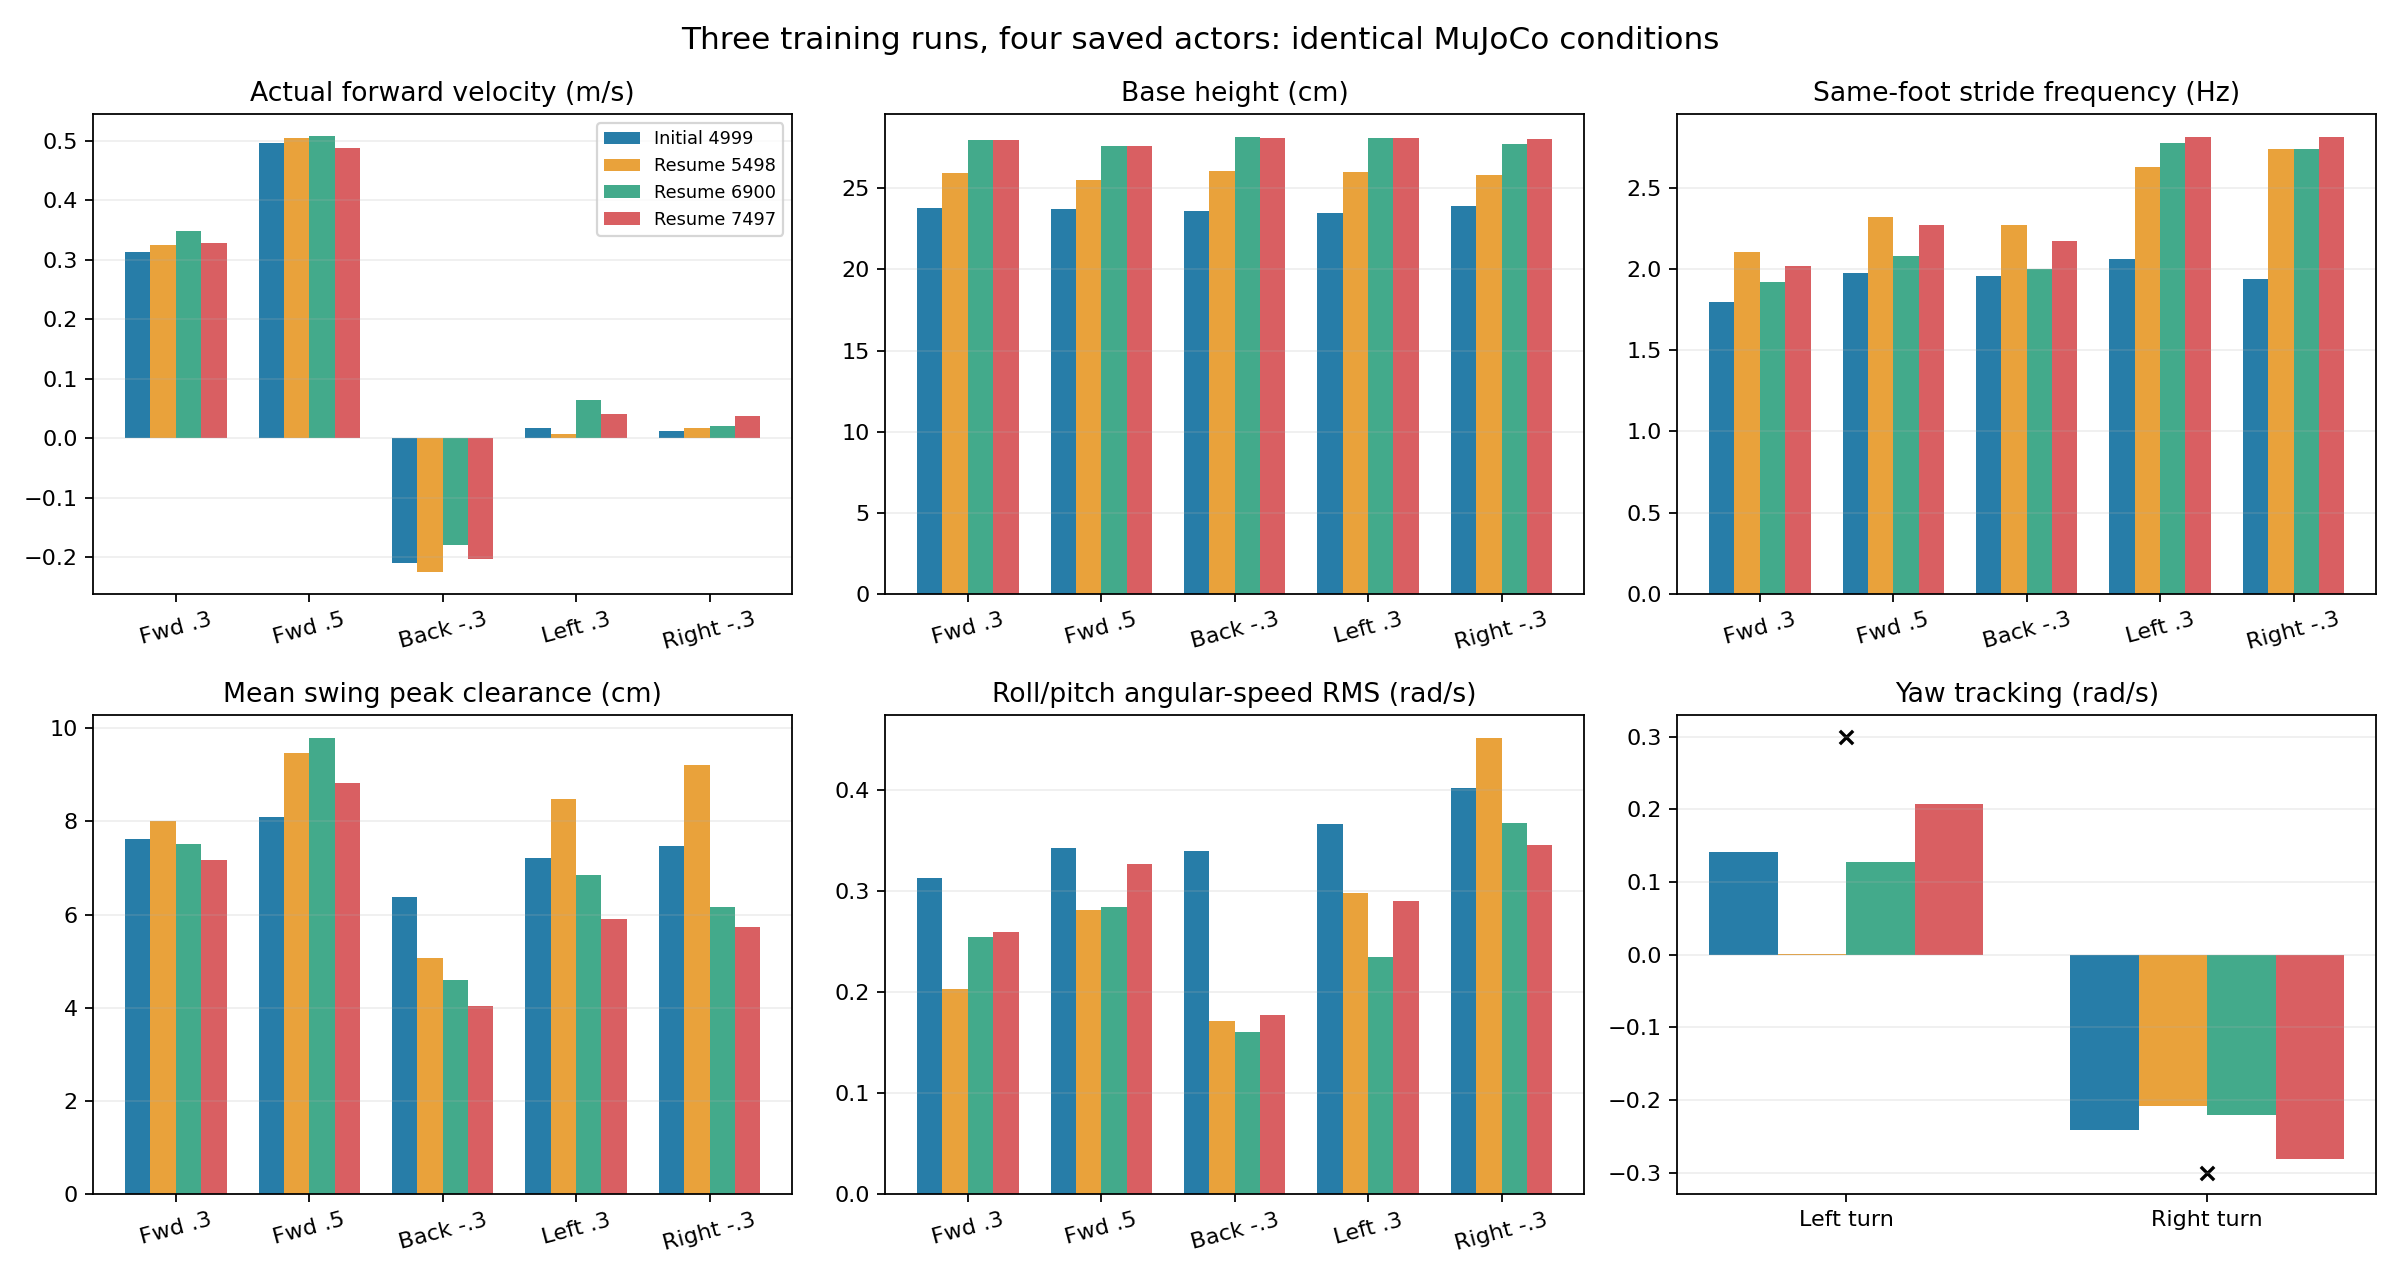 Three training runs, four saved actors: identical MuJoCo conditions
Actual forward velocity (m/s)
0.5
0.4
0.3
0.2
0.1
0.0
−0.1
−0.2
Initial 4999
Resume 5498
Resume 6900
Resume 7497
Fwd .3
Fwd .5
Back -.3
Left .3
Right -.3
Base height (cm)
25
20
15
10
5
0
Fwd .3
Fwd .5
Back -.3
Left .3
Right -.3
Same-foot stride frequency (Hz)
2.5
2.0
1.5
1.0
0.5
0.0
Fwd .3
Fwd .5
Back -.3
Left .3
Right -.3
Mean swing peak clearance (cm)
10
8
6
4
2
0
Fwd .3
Fwd .5
Back -.3
Left .3
Right -.3
Roll/pitch angular-speed RMS (rad/s)
0.4
0.3
0.2
0.1
0.0
Fwd .3
Fwd .5
Back -.3
Left .3
Right -.3
Yaw tracking (rad/s)
0.3
0.2
0.1
0.0
−0.1
−0.2
−0.3
Left turn
Right turn